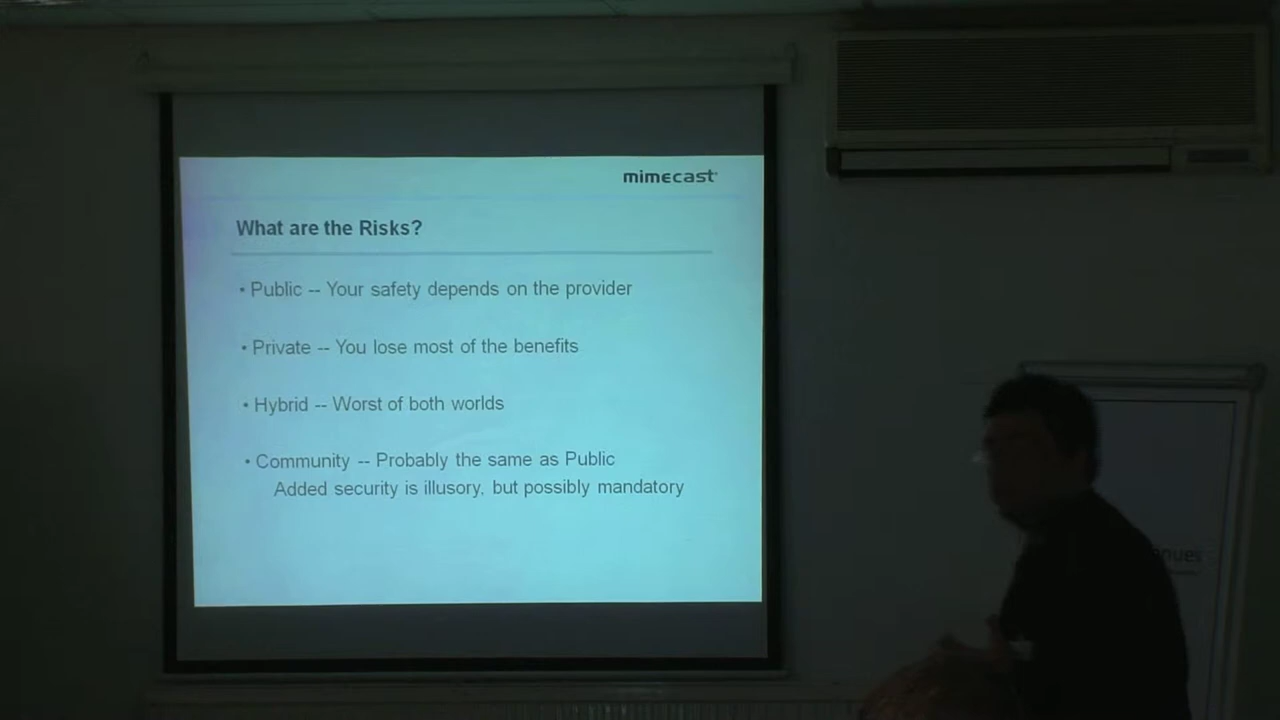 mimecast
What are the Risks?
• Public -- Your safety depends on the provider
• Private -- You lose most of the benefits
• Hybrid -- Worst of both worlds
• Community -- Probably the same as Public
Added security is illusory, but possibly mandatory